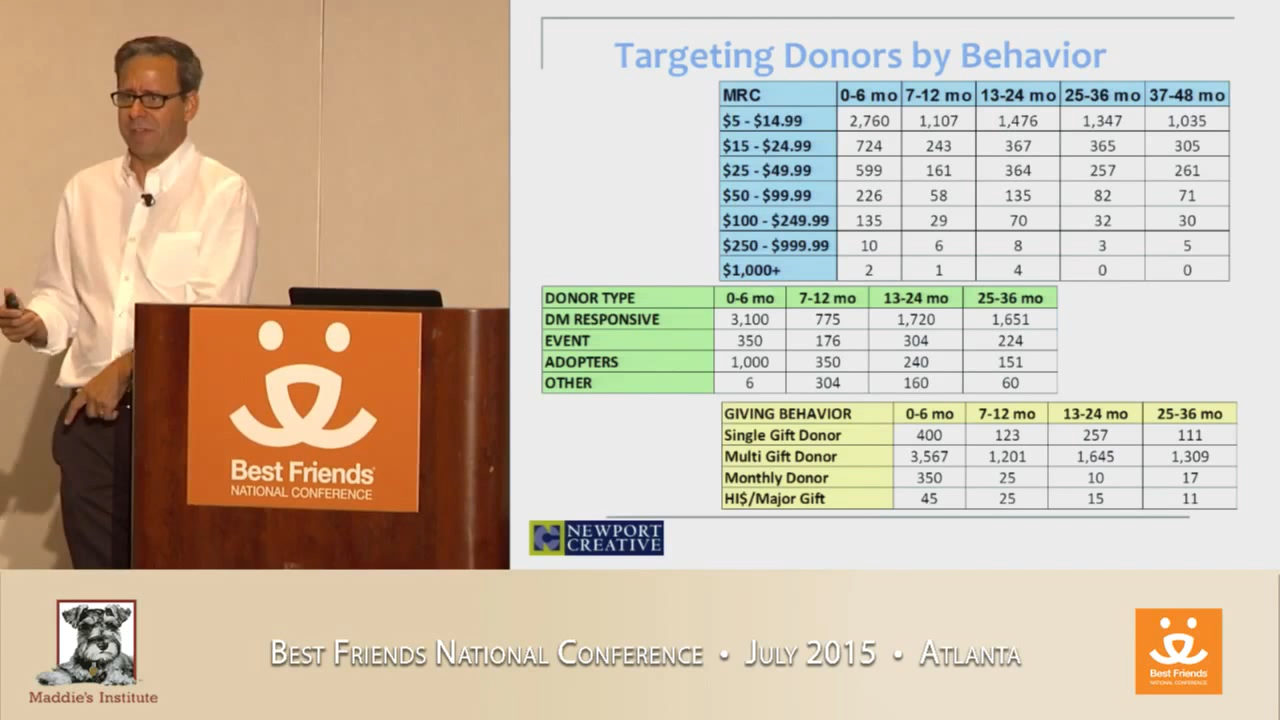 Targeting Donors by Behavior
MRC 0-6 mo 7-12 mo 13-24 mo 25-36 mo 37-48 mo
$5 - $14.99 2,760 1,107 1,476 1,347 1,035
$15 - $24.99 724 243 367 365 305
$25 - $49.99 599 161 364 257 261
$50 - $99.99 226 58 135 82 71
$100 - $249.99 135 29 70 32 30
$250 - $999.99 10 6 8 3 5
$1,000+ 2 1 4 0 0
DONOR TYPE 0-6 mo 7-12 mo 13-24 mo 25-36 mo
DM RESPONSIVE 3,100 775 1,720 1,651
EVENT 350 176 304 224
ADOPTERS 1,000 350 240 151
OTHER 6 304 160 60
GIVING BEHAVIOR 0-6 mo 7-12 mo 13-24 mo 25-36 mo
Single Gift Donor 400 123 257 111
Multi Gift Donor 3,567 1,201 1,645 1,309
Monthly Donor 350 25 10 17
HI$/Major Gift 45 25 15 11
NEWPORT
CREATIVE
Best Friends
NATIONAL CONFERENCE
Maddie's Institute
BEST FRIENDS NATIONAL CONFERENCE • JULY 2015 • ATLANTA
Best Friends
NATIONAL CONFERENCE